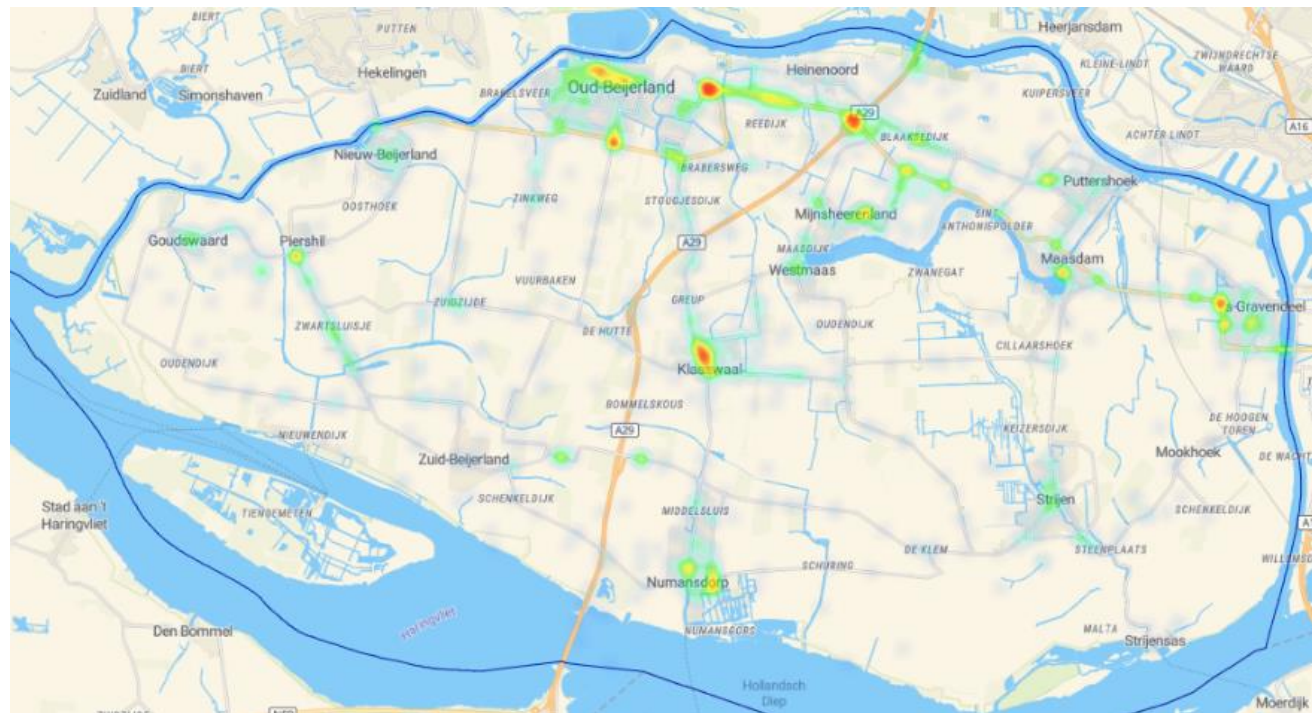 BIERT
PUTTEN
Heerjansdam
ZWIJNDRECHTSE
WAARD
BIERT
Hekelingen
KLEINE-LINDT
Zuidland
Simonshaven
BRABELSVEER
Oud-Beijerland
Heinenoord
KUIPERSVEER
A29
A16
REEDIJK
BLAAKSEDIJK
ACHTER LINDT
Nieuw-Beijerland
BRABERSWEG
Puttershoek
OOSTHOEK
ZINKWEG
STOUGJESDIJK
Mijnsheerenland
SINT
ANTHONIEPOLDER
Goudswaard
Piershil
A29
MAASDIJK
Maasdam
VUURBAKEN
Westmaas
ZWANEGAT
ZUIDZIJDE
GREUP
's-Gravendeel
ZWARTSLUISJE
DE HUTTE
OUDENDIJK
CILLAARSHOEK
OUDENDIJK
Klaaswaal
BOMMELSKOUS
DE HOOGEN
TOREN
NIEUWENDIJK
A29
KEIZERSDIJK
Mookhoek
DE WACHT
Zuid-Beijerland
SCHENKELDIJK
Strijen
Stad aan 't
Haringvliet
TIENGEMETEN
MIDDELSLUIS
SCHENKELDIJK
DE KLEM
STEENPLAATS
WILLEMSD
Numansdorp
SCHURING
Haringvliet
Den Bommel
NUMANSGORS
MALTA
Strijensas
Hollandsch
Diep
Moerdijk